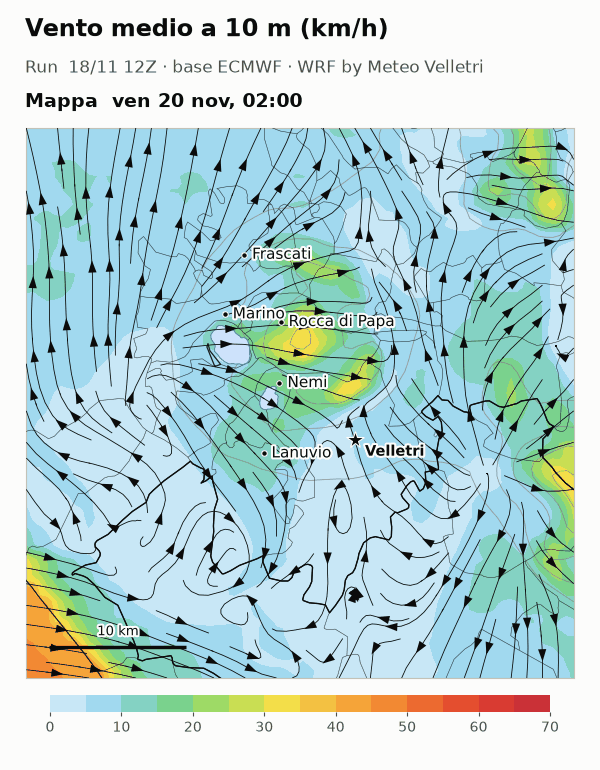 Vento medio a 10 m (km/h)
Run  18/11 12Z · base ECMWF · WRF by Meteo Velletri
Mappa  ven 20 nov, 02:00
Frascati
Marino
Rocca di Papa
Nemi
Velletri
Lanuvio
10 km
0 10 20 30 40 50 60 70